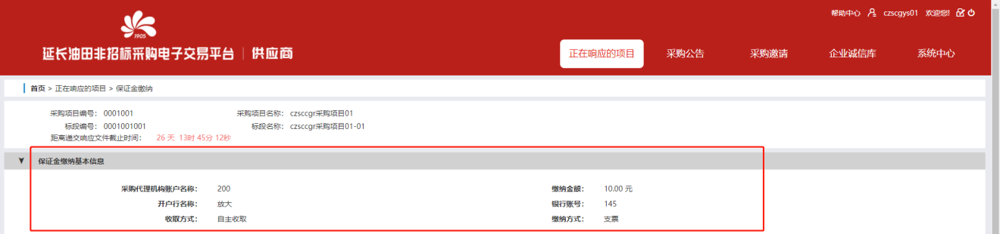 帮助中心 czscgys01 欢迎您!
1905
延长油田非招标采购电子交易平台 | 供应商
正在响应的项目 采购公告 采购邀请 企业诚信库 系统中心
首页 > 正在响应的项目 > 保证金缴纳
采购项目编号： 0001001 采购项目名称： czsccgr采购项目01
标段编号： 0001001001 标段名称： czsccgr采购项目01-01
距离递交响应文件截止时间： 26 天 13时 45分 12秒
保证金缴纳基本信息
采购代理机构账户名称： 200 缴纳金额： 10.00 元
开户行名称： 放大 银行账号： 145
收取方式： 自主收取 缴纳方式： 支票